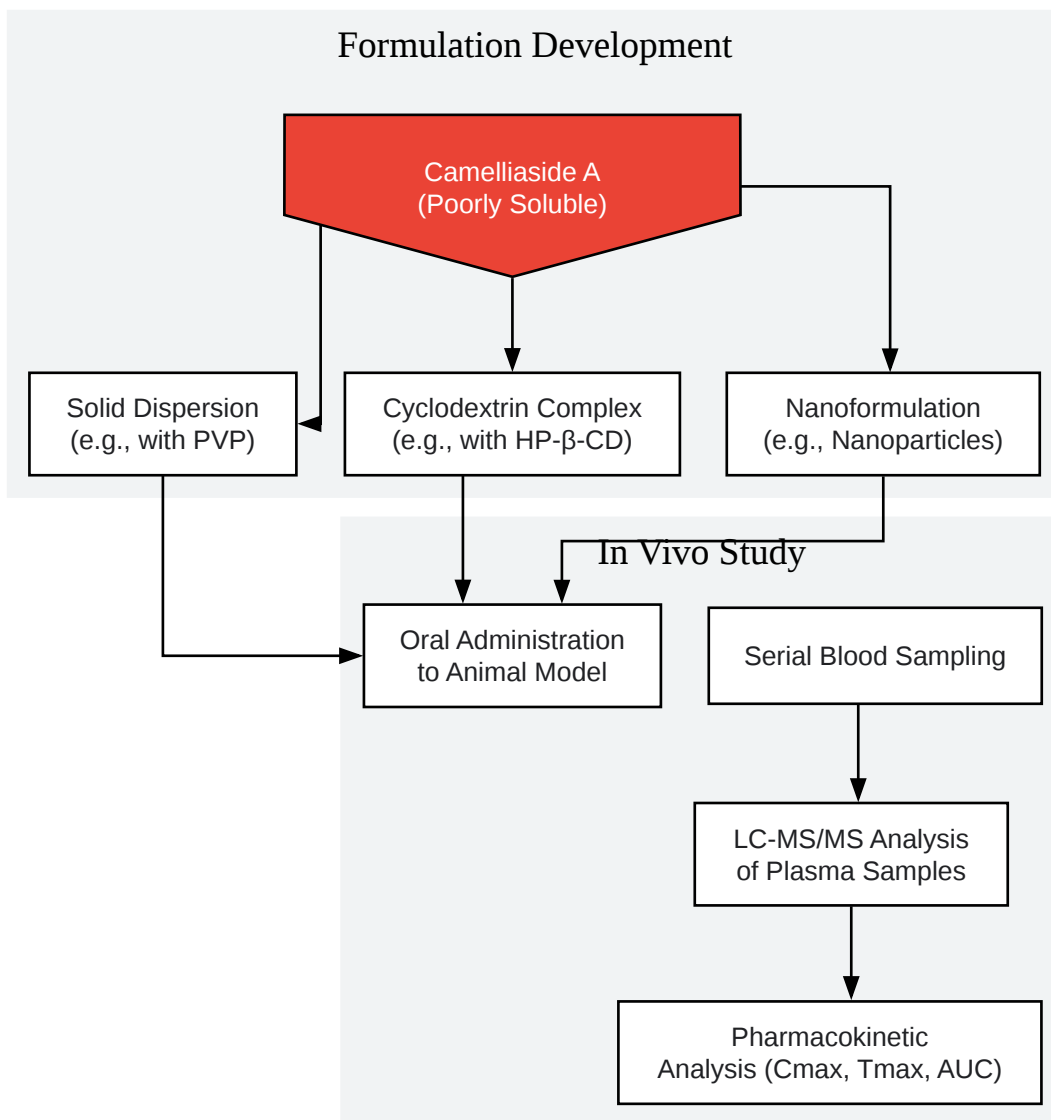 Formulation Development
Camelliaside A
(Poorly Soluble)
Solid Dispersion
(e.g., with PVP)
Cyclodextrin Complex
(e.g., with HP-β-CD)
Nanoformulation
(e.g., Nanoparticles)
In Vivo Study
Oral Administration
to Animal Model
Serial Blood Sampling
LC-MS/MS Analysis
of Plasma Samples
Pharmacokinetic
Analysis (Cmax, Tmax, AUC)